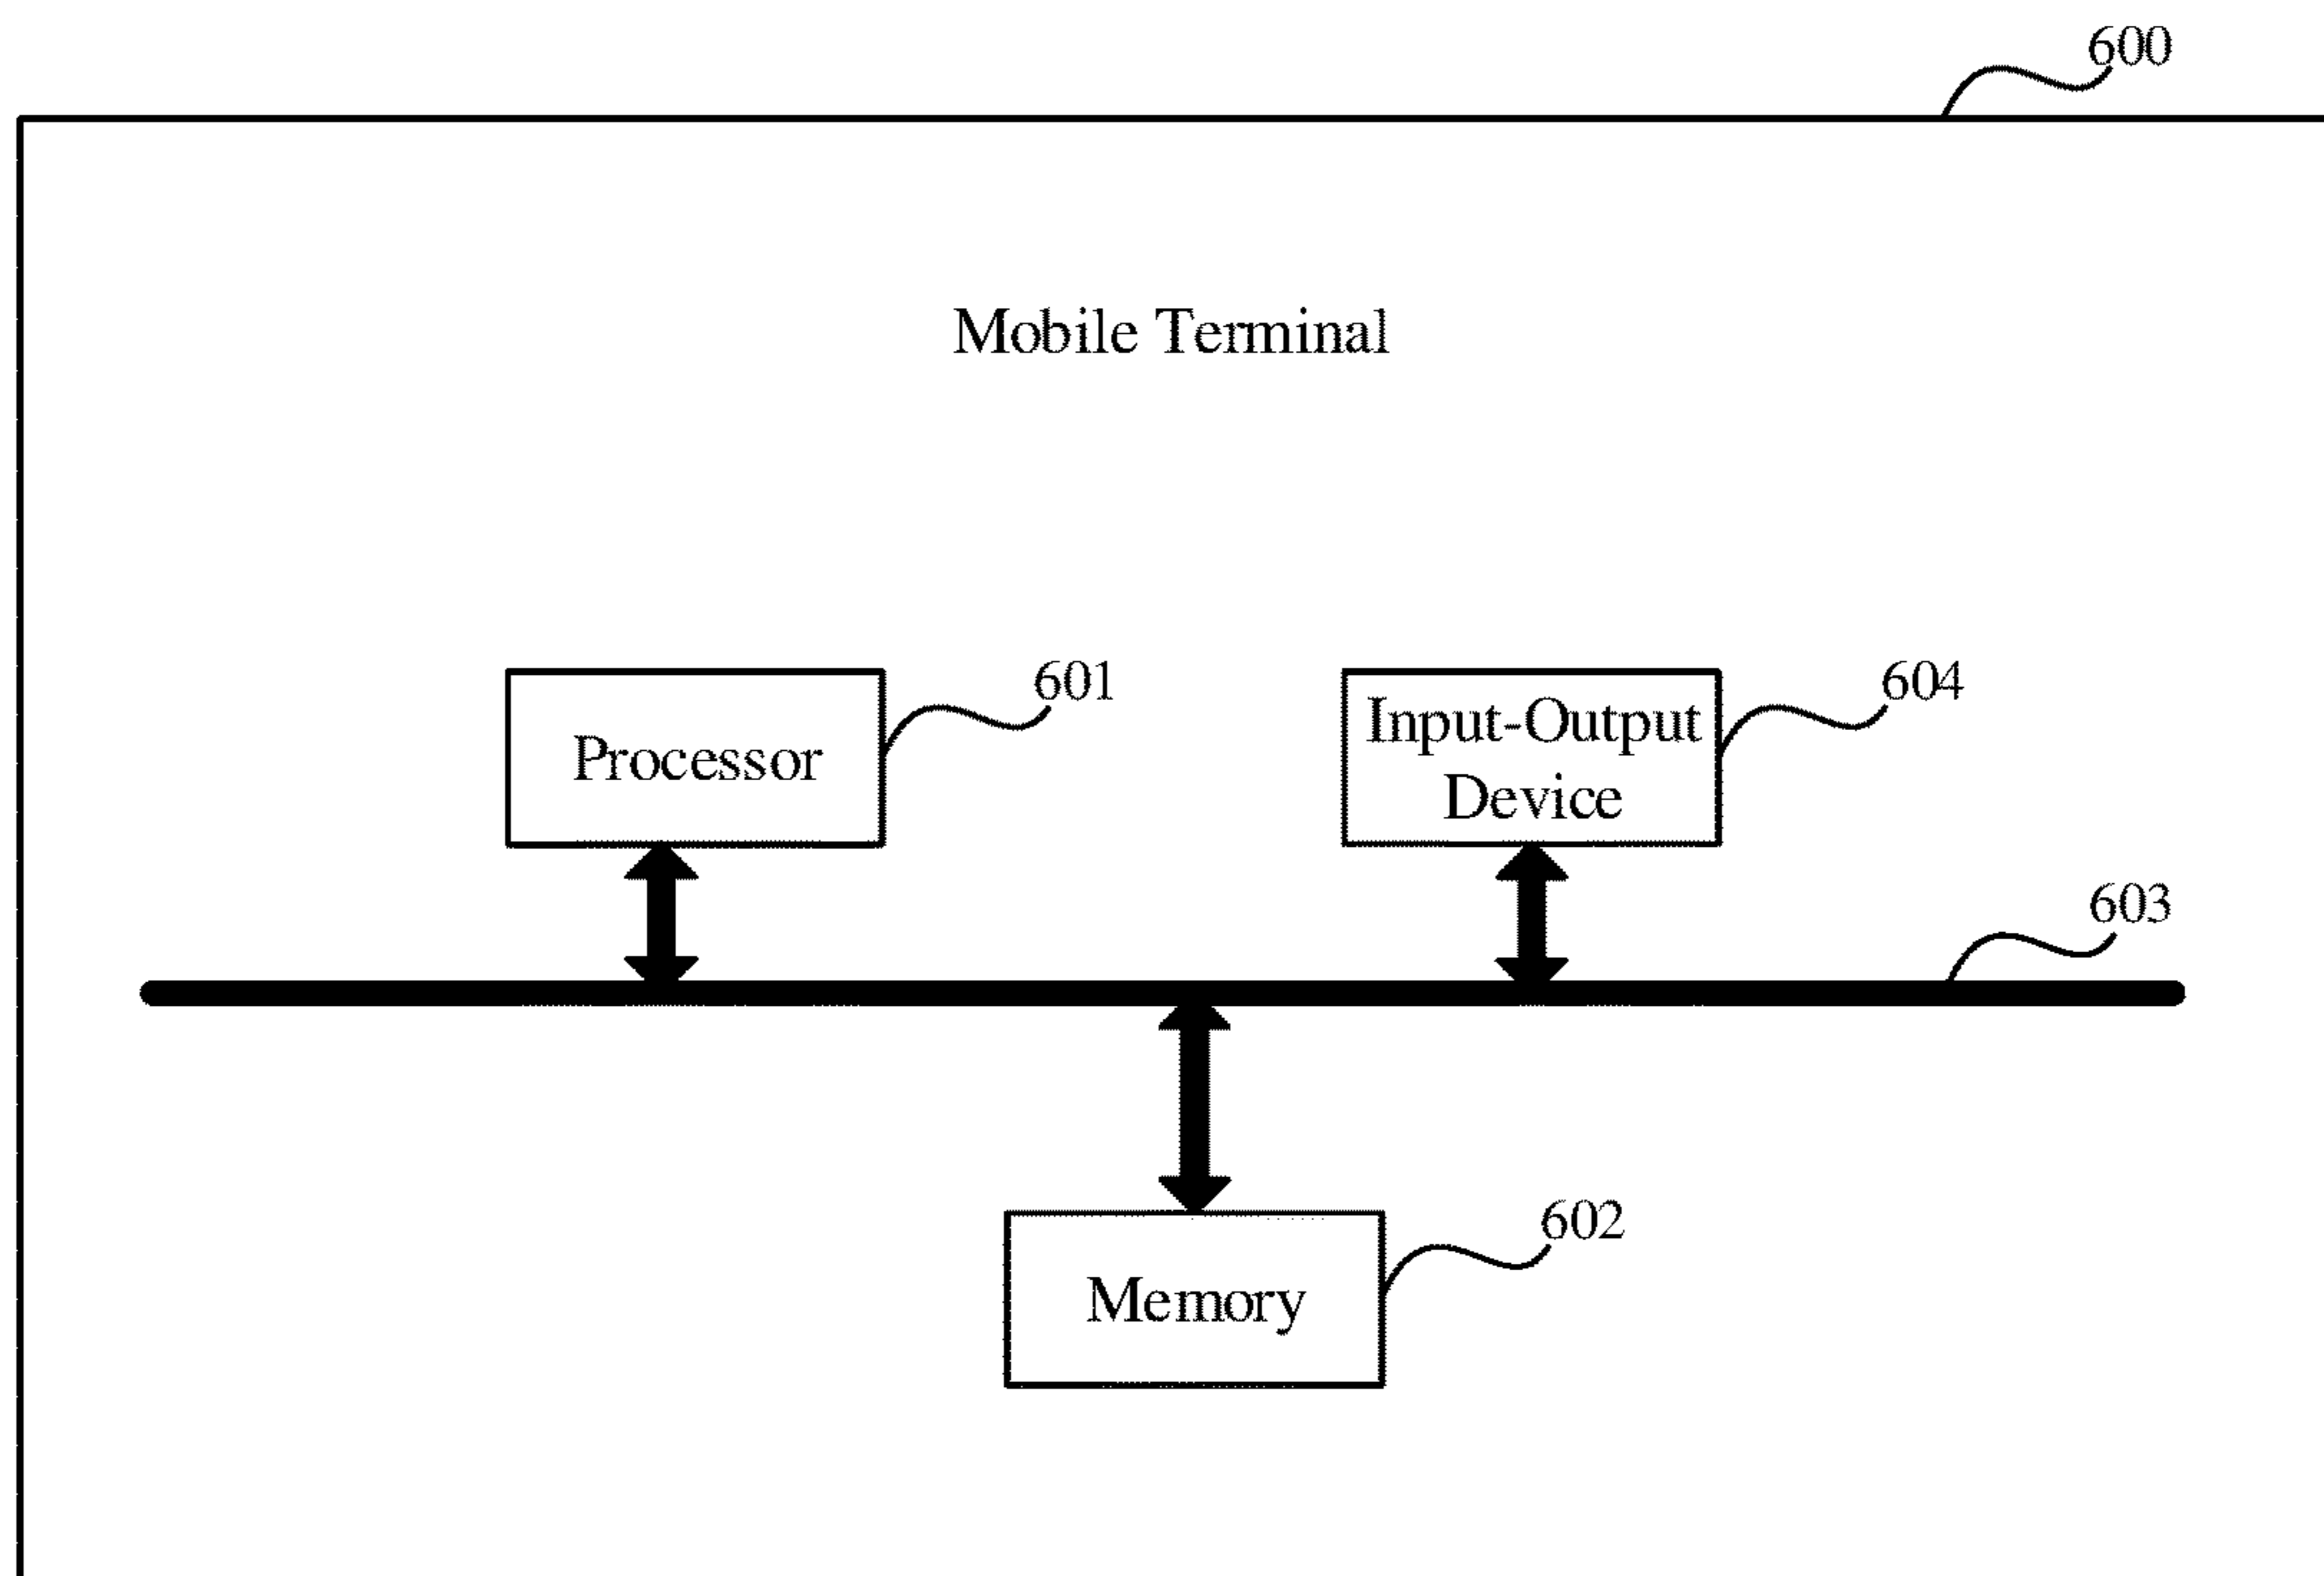 600
Mobile Terminal
601
604
Processor
Input-Output
Device
603
602
Memory